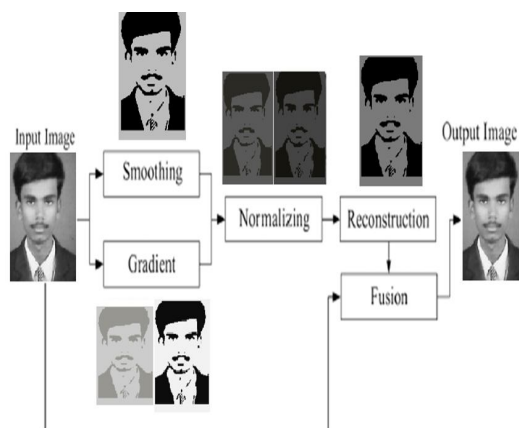 Input Image
Smoothing
Gradient
Normalizing
Reconstruction
Fusion
Output Image